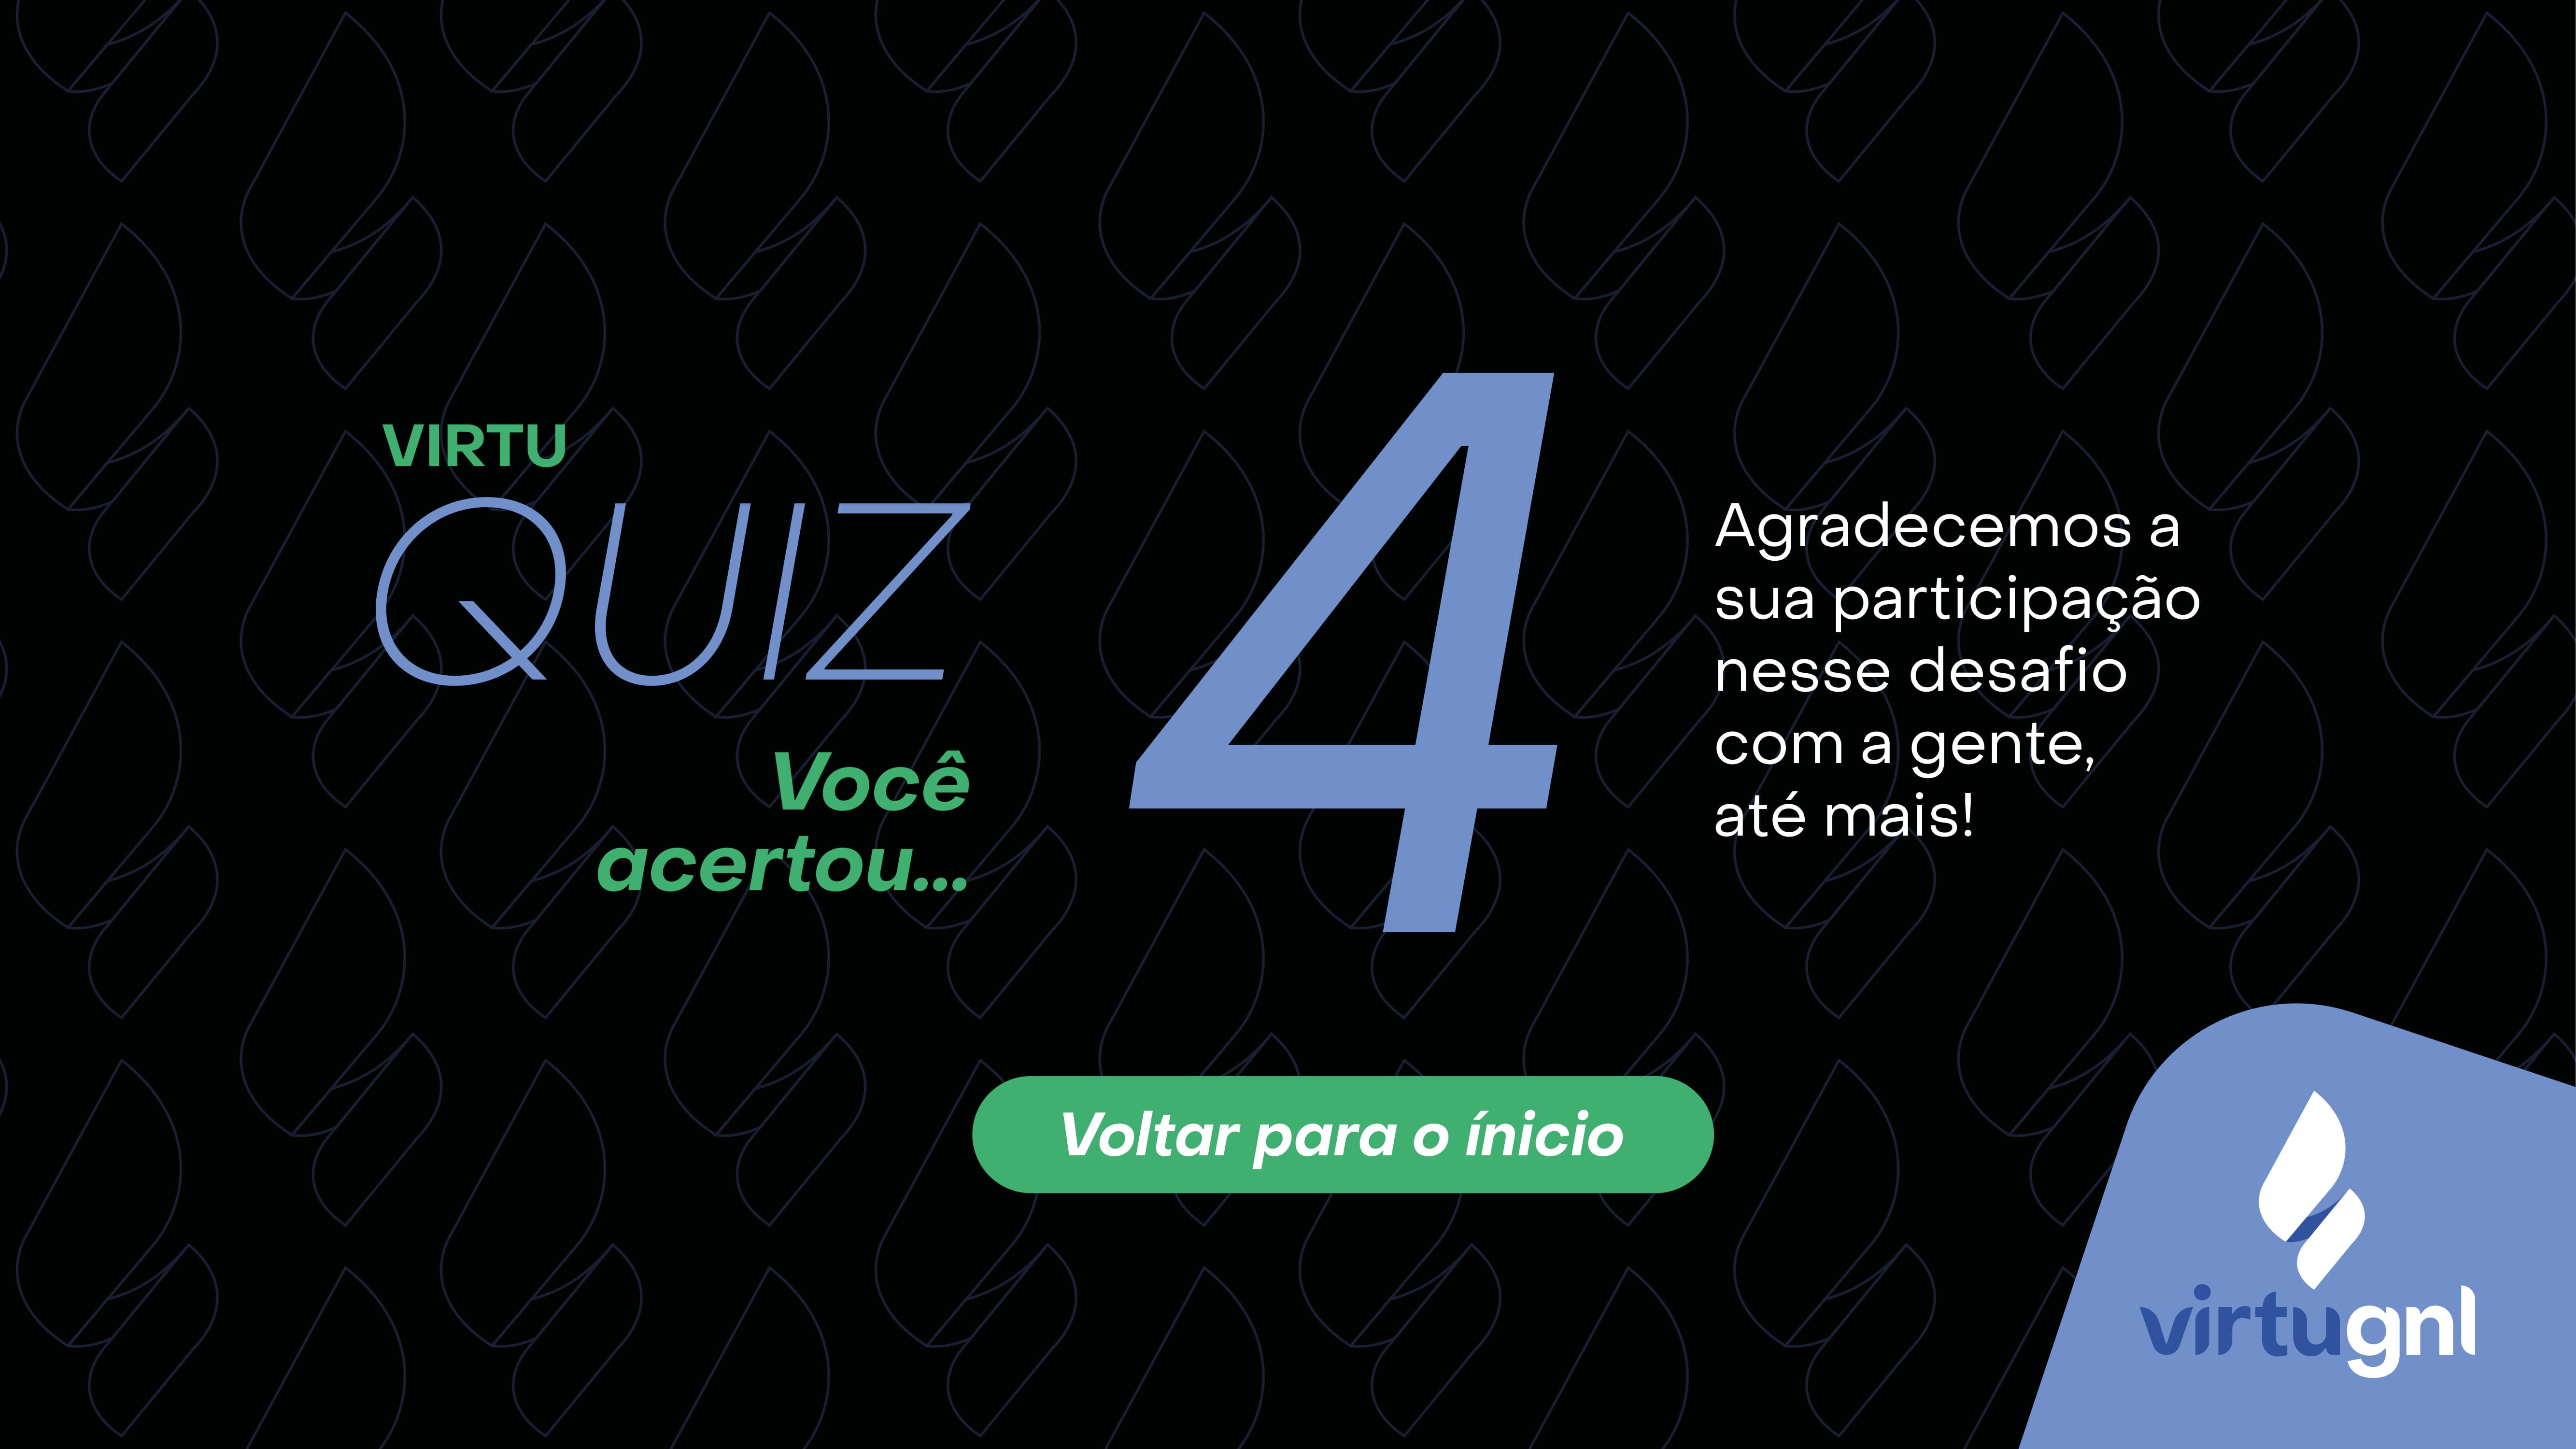 VIRTU
QUIZ
Você
acertou...
4
Agradecemos a
sua participação
nesse desafio
com a gente,
até mais!
Voltar para o ínicio
virtugnl